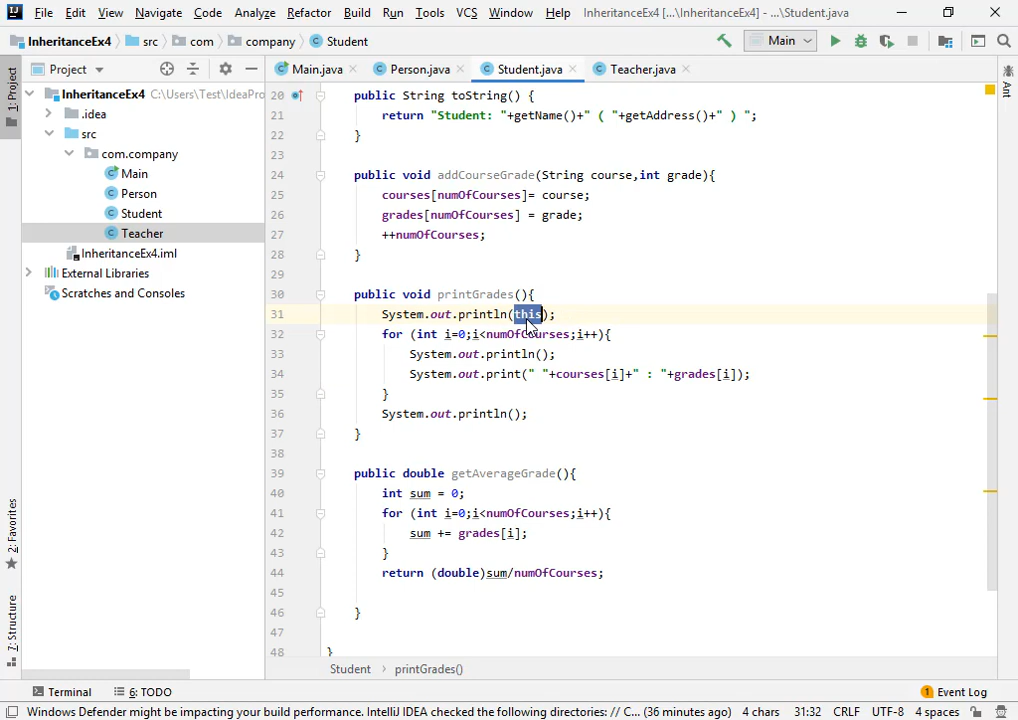 File Edit View Navigate Code Analyze Refactor Build Run Tools VCS Window Help InheritanceEx4 [...\InheritanceEx4] - ...\Student.java
InheritanceEx4 src com company Student Main
1: Project
Project
Main.java Person.java Student.java Teacher.java
Ant
InheritanceEx4 C:\Users\Test\IdeaPro
.idea
src
com.company
Main
Person
Student
Teacher
InheritanceEx4.iml
External Libraries
Scratches and Consoles
20 public String toString() {
21 return "Student: "+getName()+" ( "+getAddress()+" ) ";
22 }
23
24 public void addCourseGrade(String course,int grade){
25 courses[numOfCourses]= course;
26 grades[numOfCourses] = grade;
27 ++numOfCourses;
28 }
29
30 public void printGrades(){
31 System.out.println(this);
32 for (int i=0;i<numOfCourses;i++){
33 System.out.println();
34 System.out.print(" "+courses[i]+" : "+grades[i]);
35 }
36 System.out.println();
37 }
38
39 public double getAverageGrade(){
40 int sum = 0;
41 for (int i=0;i<numOfCourses;i++){
42 sum += grades[i];
43 }
44 return (double)sum/numOfCourses;
45
46 }
47
48 }
2: Favorites
7: Structure
Student printGrades()
Terminal 6: TODO 1 Event Log
Windows Defender might be impacting your build performance. IntelliJ IDEA checked the following directories: // C... (36 minutes ago) 4 chars 31:32 CRLF UTF-8 4 spaces